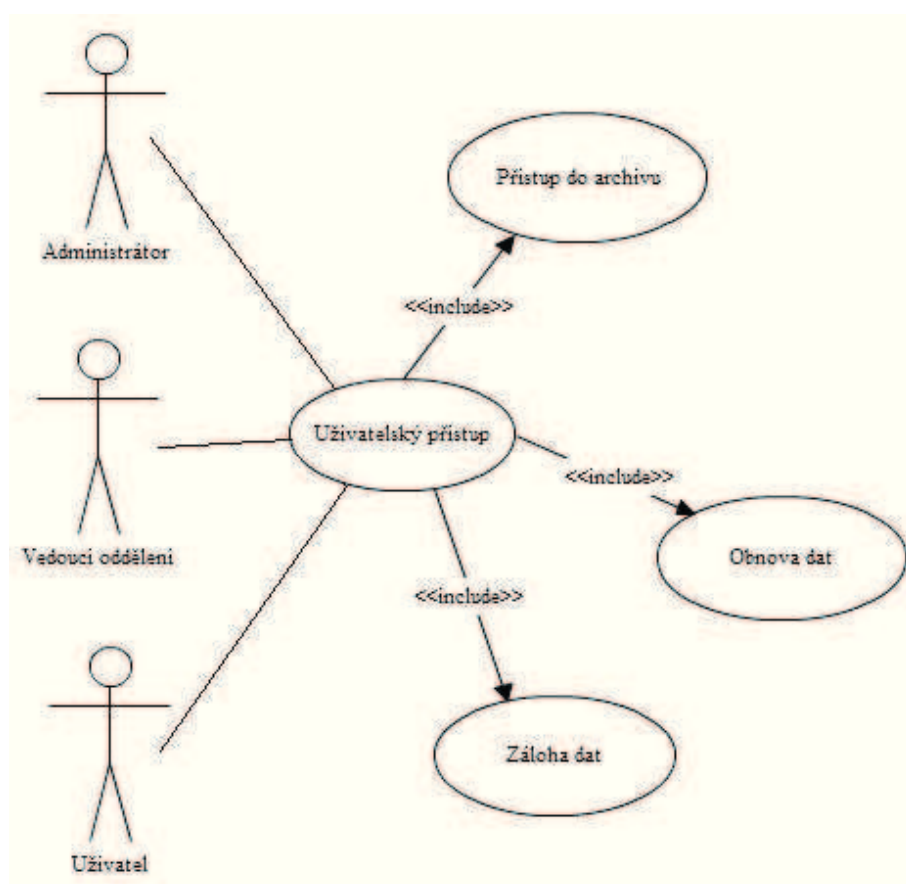 Přístup do archivu
Administrátor
<<include>>
Uživatelský přístup
<<include>>
Vedoucí oddělení
Obnova dat
<<include>>
Záloha dat
Uživatel